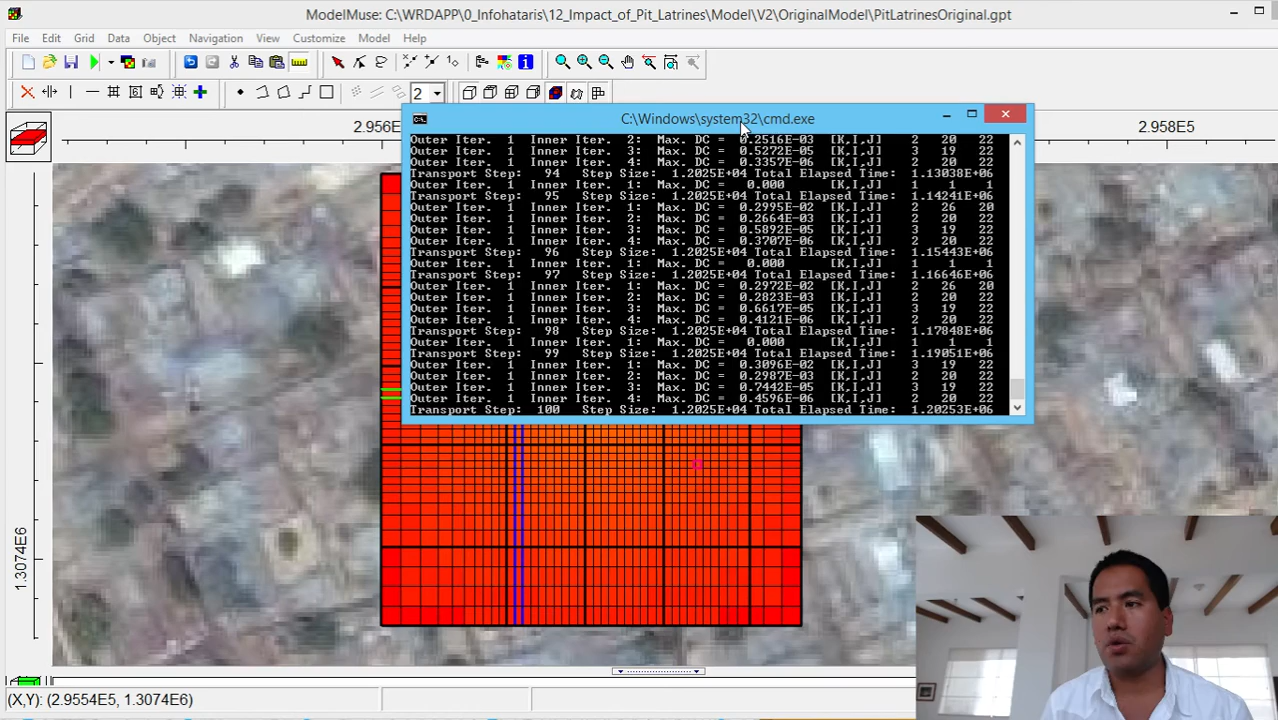 ModelMuse: C:\WRDAPP\0_Infohataris\12_Impact_of_Pit_Latrines\Model\V2\OriginalModel\PitLatrinesOriginal.gpt
File Edit Grid Data Object Navigation View Customize Model Help
2
2.956E 2.958E5
C:\Windows\system32\cmd.exe
Outer Iter. 1 Inner Iter. 2: Max. DC = 0.2516E-03 [K,I,J] 2 20 22
Outer Iter. 1 Inner Iter. 3: Max. DC = 0.5272E-05 [K,I,J] 3 19 22
Outer Iter. 1 Inner Iter. 4: Max. DC = 0.3357E-06 [K,I,J] 2 20 22
Transport Step: 94 Step Size: 1.2025E+04 Total Elapsed Time: 1.13038E+06
Outer Iter. 1 Inner Iter. 1: Max. DC = 0.000 [K,I,J] 1 1 1
Transport Step: 95 Step Size: 1.2025E+04 Total Elapsed Time: 1.14241E+06
Outer Iter. 1 Inner Iter. 1: Max. DC = 0.2995E-02 [K,I,J] 2 26 20
Outer Iter. 1 Inner Iter. 2: Max. DC = 0.2664E-03 [K,I,J] 2 20 22
Outer Iter. 1 Inner Iter. 3: Max. DC = 0.5892E-05 [K,I,J] 3 19 22
Outer Iter. 1 Inner Iter. 4: Max. DC = 0.3707E-06 [K,I,J] 2 20 22
Transport Step: 96 Step Size: 1.2025E+04 Total Elapsed Time: 1.15443E+06
Outer Iter. 1 Inner Iter. 1: Max. DC = 0.000 [K,I,J] 1 1 1
Transport Step: 97 Step Size: 1.2025E+04 Total Elapsed Time: 1.16646E+06
Outer Iter. 1 Inner Iter. 1: Max. DC = 0.2972E-02 [K,I,J] 2 26 20
Outer Iter. 1 Inner Iter. 2: Max. DC = 0.2823E-03 [K,I,J] 2 20 22
Outer Iter. 1 Inner Iter. 3: Max. DC = 0.6617E-05 [K,I,J] 3 19 22
Outer Iter. 1 Inner Iter. 4: Max. DC = 0.4121E-06 [K,I,J] 2 20 22
Transport Step: 98 Step Size: 1.2025E+04 Total Elapsed Time: 1.17848E+06
Outer Iter. 1 Inner Iter. 1: Max. DC = 0.000 [K,I,J] 1 1 1
Transport Step: 99 Step Size: 1.2025E+04 Total Elapsed Time: 1.19051E+06
Outer Iter. 1 Inner Iter. 1: Max. DC = 0.3096E-02 [K,I,J] 3 19 22
Outer Iter. 1 Inner Iter. 2: Max. DC = 0.2987E-03 [K,I,J] 2 20 22
Outer Iter. 1 Inner Iter. 3: Max. DC = 0.7442E-05 [K,I,J] 3 19 22
Outer Iter. 1 Inner Iter. 4: Max. DC = 0.4596E-06 [K,I,J] 2 20 22
Transport Step: 100 Step Size: 1.2025E+04 Total Elapsed Time: 1.20253E+06
1.3074E6
(X,Y): (2.9554E5, 1.3074E6)